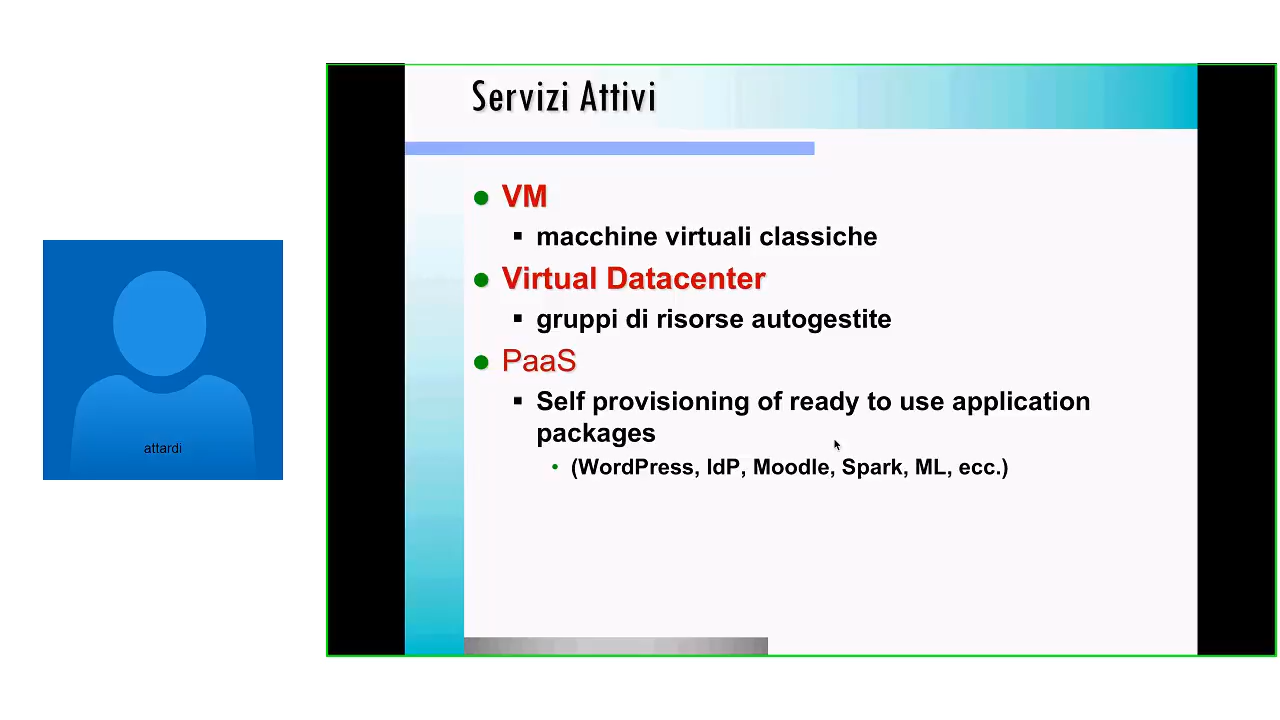 Servizi Attivi
VM
macchine virtuali classiche
Virtual Datacenter
gruppi di risorse autogestite
PaaS
Self provisioning of ready to use application
packages
(WordPress, IdP, Moodle, Spark, ML, ecc.)
attardi